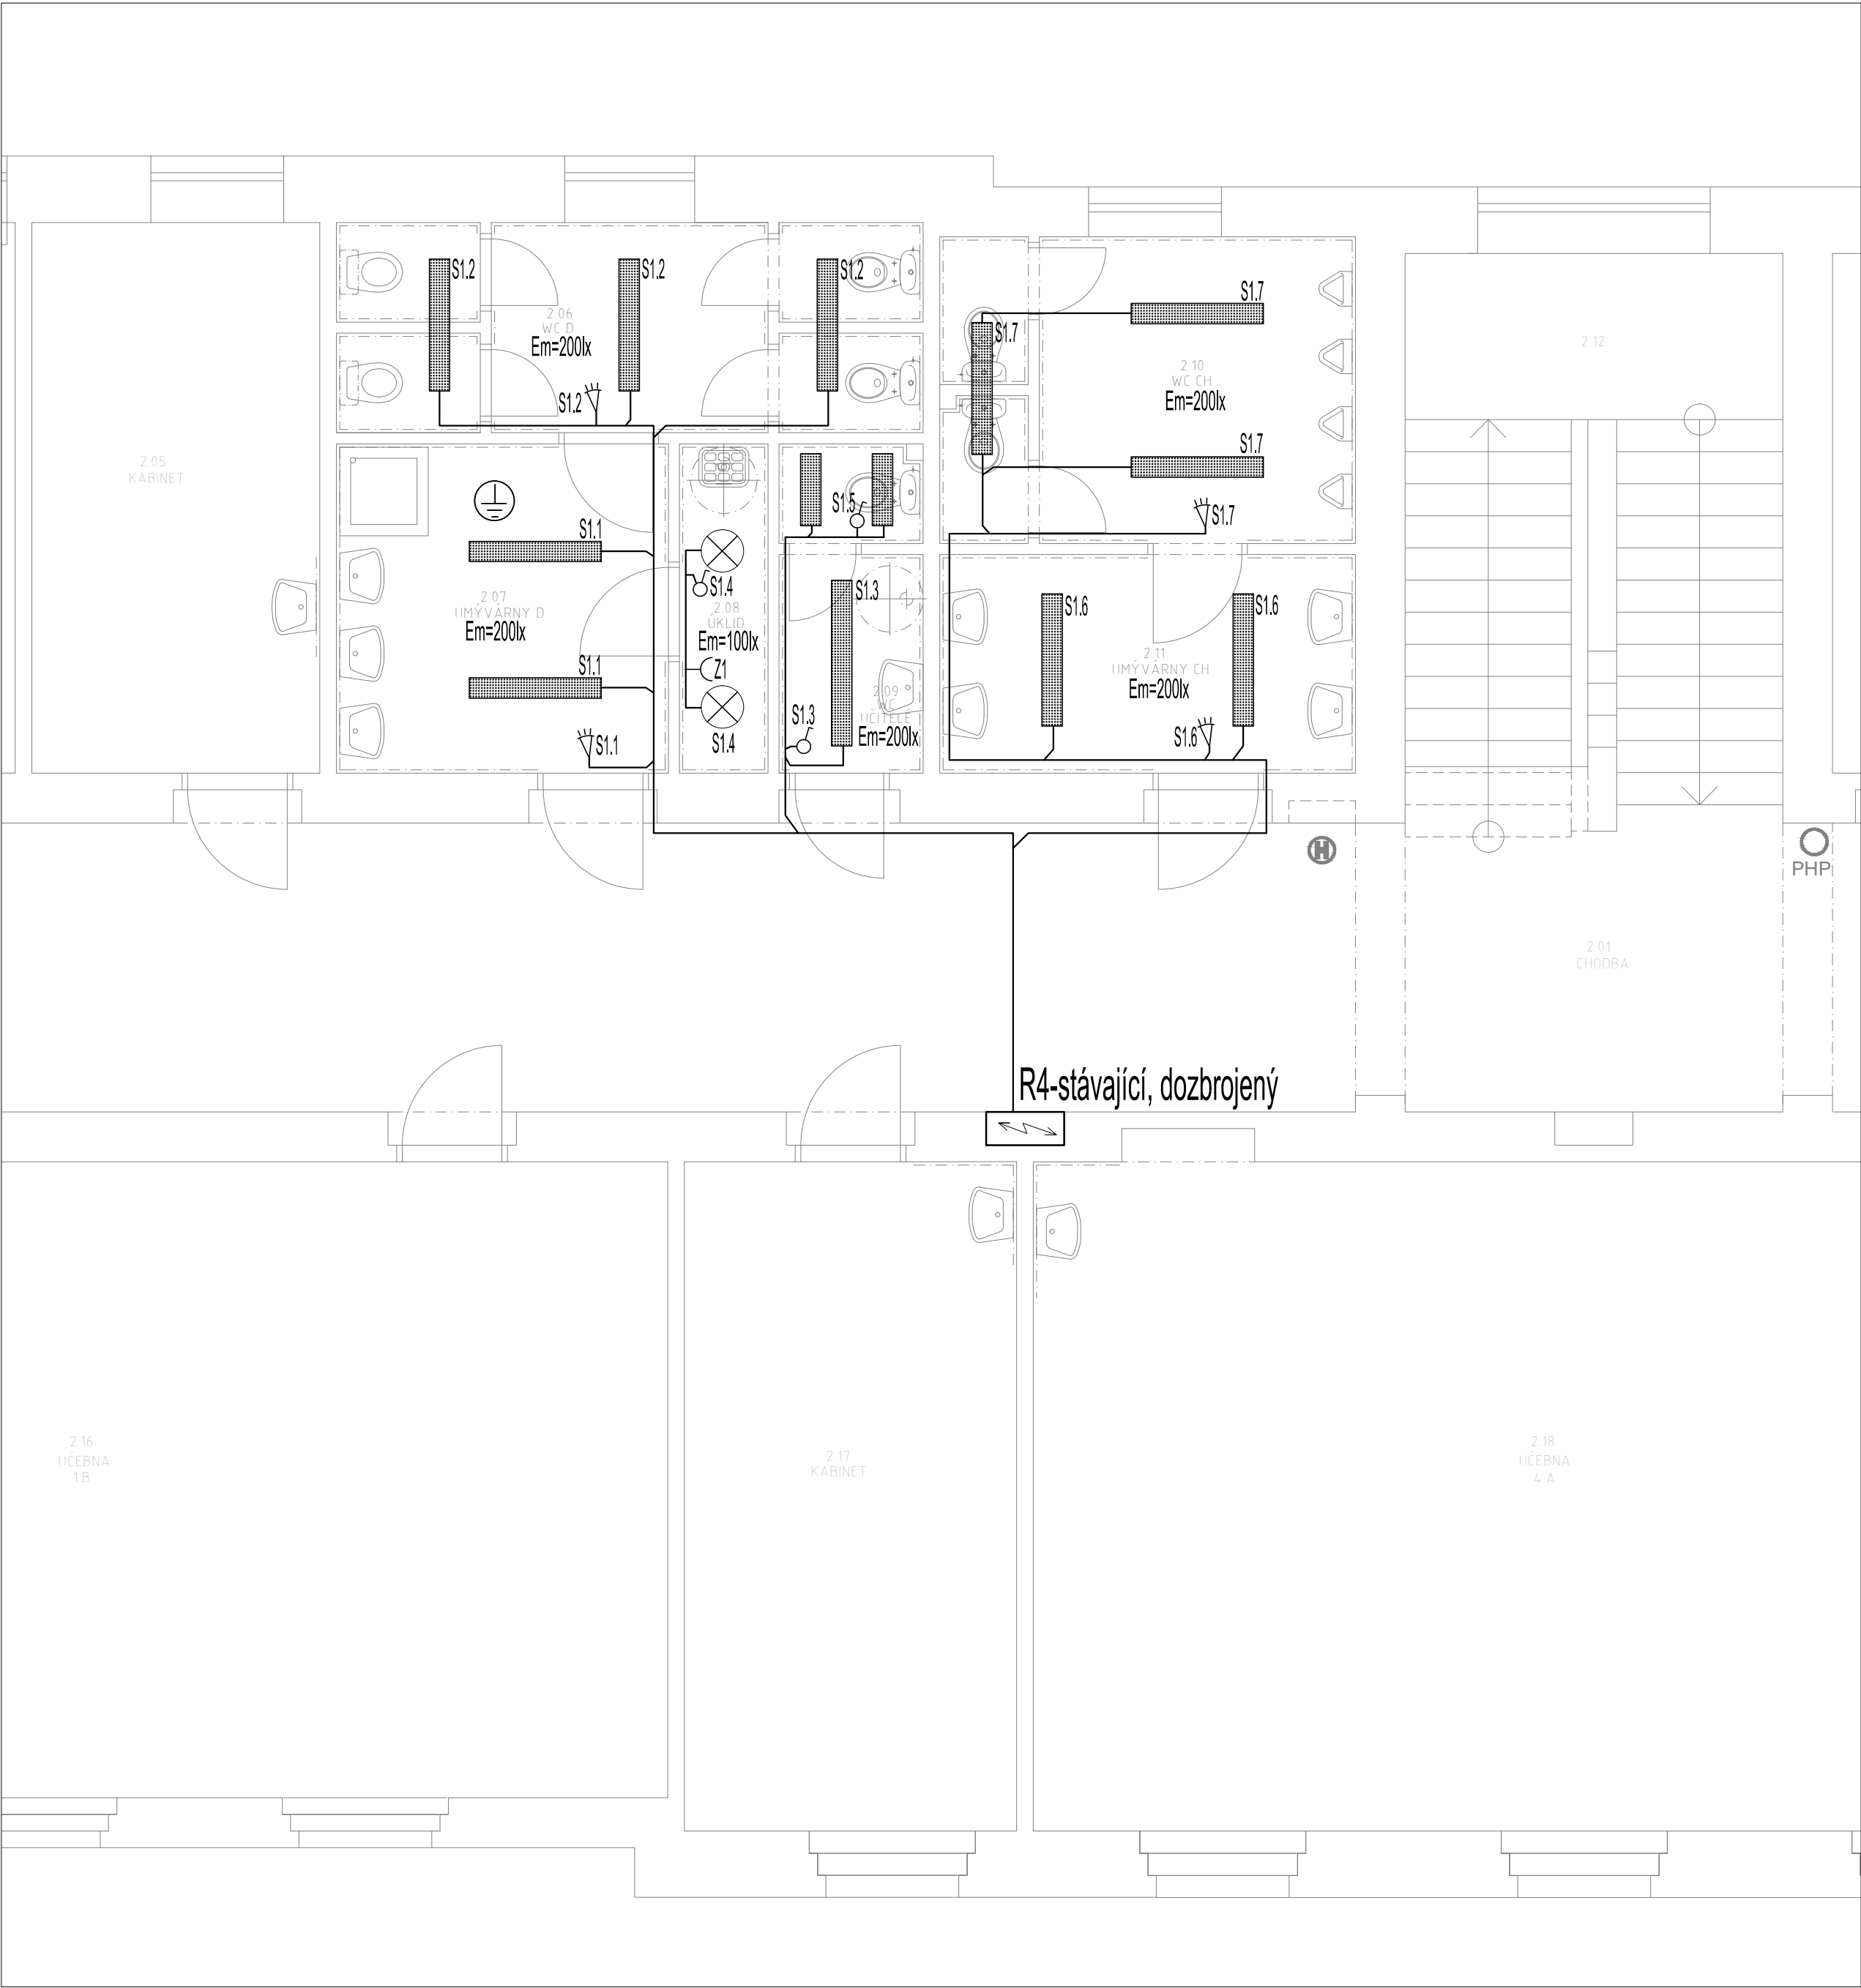 S1.2
S1.2
S1.2
2.06
WC D
Em=200lx
S1.2
S1.7
S1.7
2.10
WC CH
Em=200lx
S1.7
S1.7
2.12
2.05
KABINET
S1.5
S1.1
S1.4
2.07
UMÝVÁRNY D
Em=200lx
2.08
ÚKLID
Em=100lx
Z1
S1.3
S1.6
S1.6
2.11
UMÝVÁRNY CH
Em=200lx
S1.1
S1.1
S1.4
S1.3
2.09
WC
UČITELÉ
Em=200lx
S1.6
H
PHP
2.01
CHODBA
R4-stávající, dozbrojený
2.16
UČEBNA
1.B
2.17
KABINET
2.18
UČEBNA
4.A